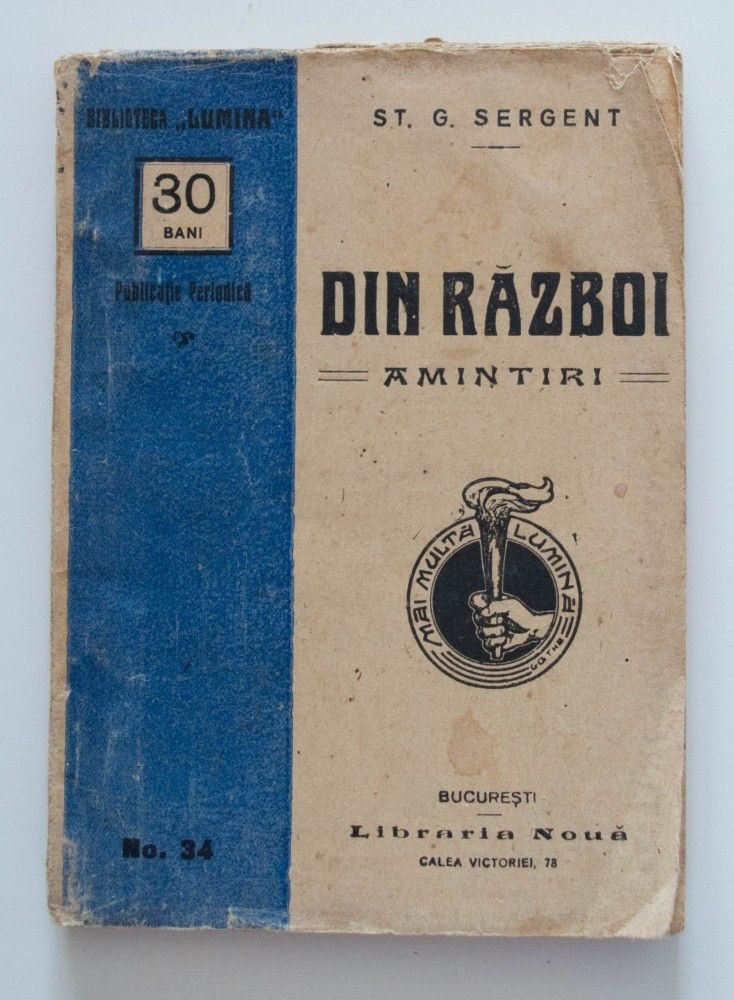 BIBLIOTECA „LUMINA"
30
BANI
Publicație Periodică
No. 34
ST. G. SERGENT
DIN RĂZBOI
AMINTIRI
MAI MULTĂ LUMINĂ
GOTHE
BUCUREȘTI
Libraria Nouă
CALEA VICTORIEI, 78